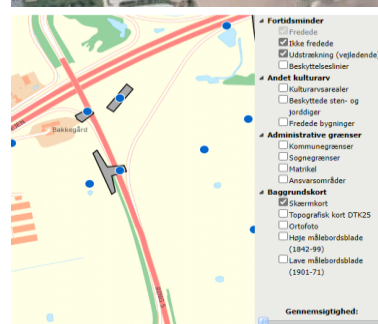 Fortidsminder
Fredede
Ikke fredede
Udstrækning (vejledende)
Beskyttelseslinier
Andet kulturarv
Kulturarvsarealer
Beskyttede sten- og
jorddiger
Fredede bygninger
Administrative grænser
Kommunegrænser
Sognegrænser
Matrikel
Ansvarsområder
Baggrundskort
Skærmkort
Topografisk kort DTK25
Ortofoto
Høje målebordsblade
(1842-99)
Lave målebordsblade
(1901-71)
Gennemsigtighed:
Bakkegård